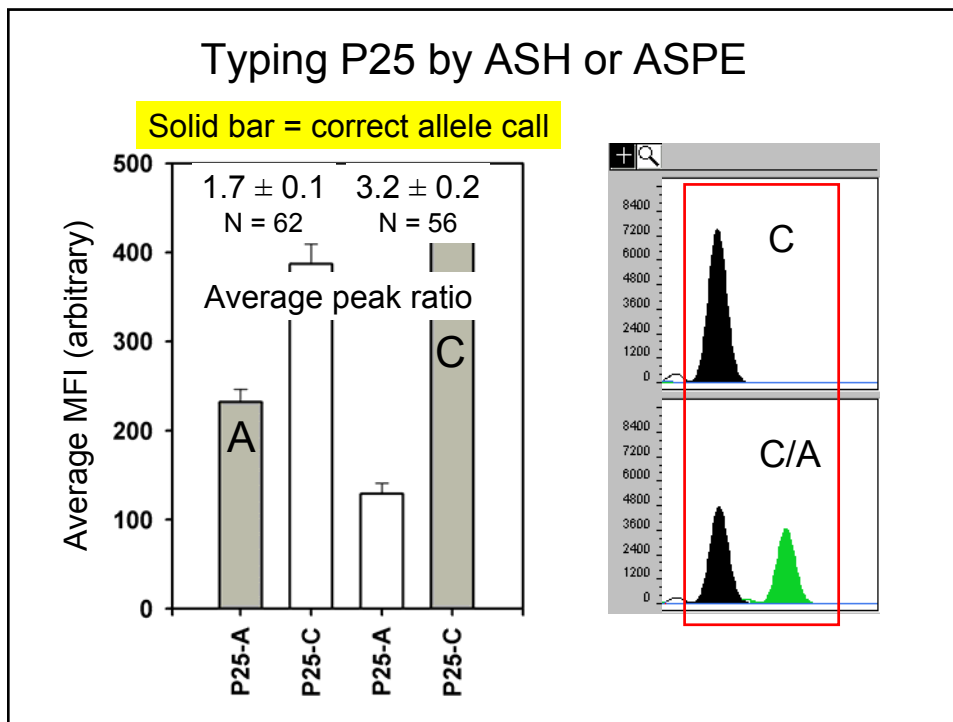 Typing P25 by ASH or ASPE
Solid bar = correct allele call
Average MFI (arbitrary)
500
400
300
200
100
0
1.7 ± 0.1
N = 62
3.2 ± 0.2
N = 56
Average peak ratio
A
C
P25-A
P25-C
P25-A
P25-C
8400
7200
6000
4800
3600
2400
1200
0
C
8400
7200
6000
4800
3600
2400
1200
0
C/A